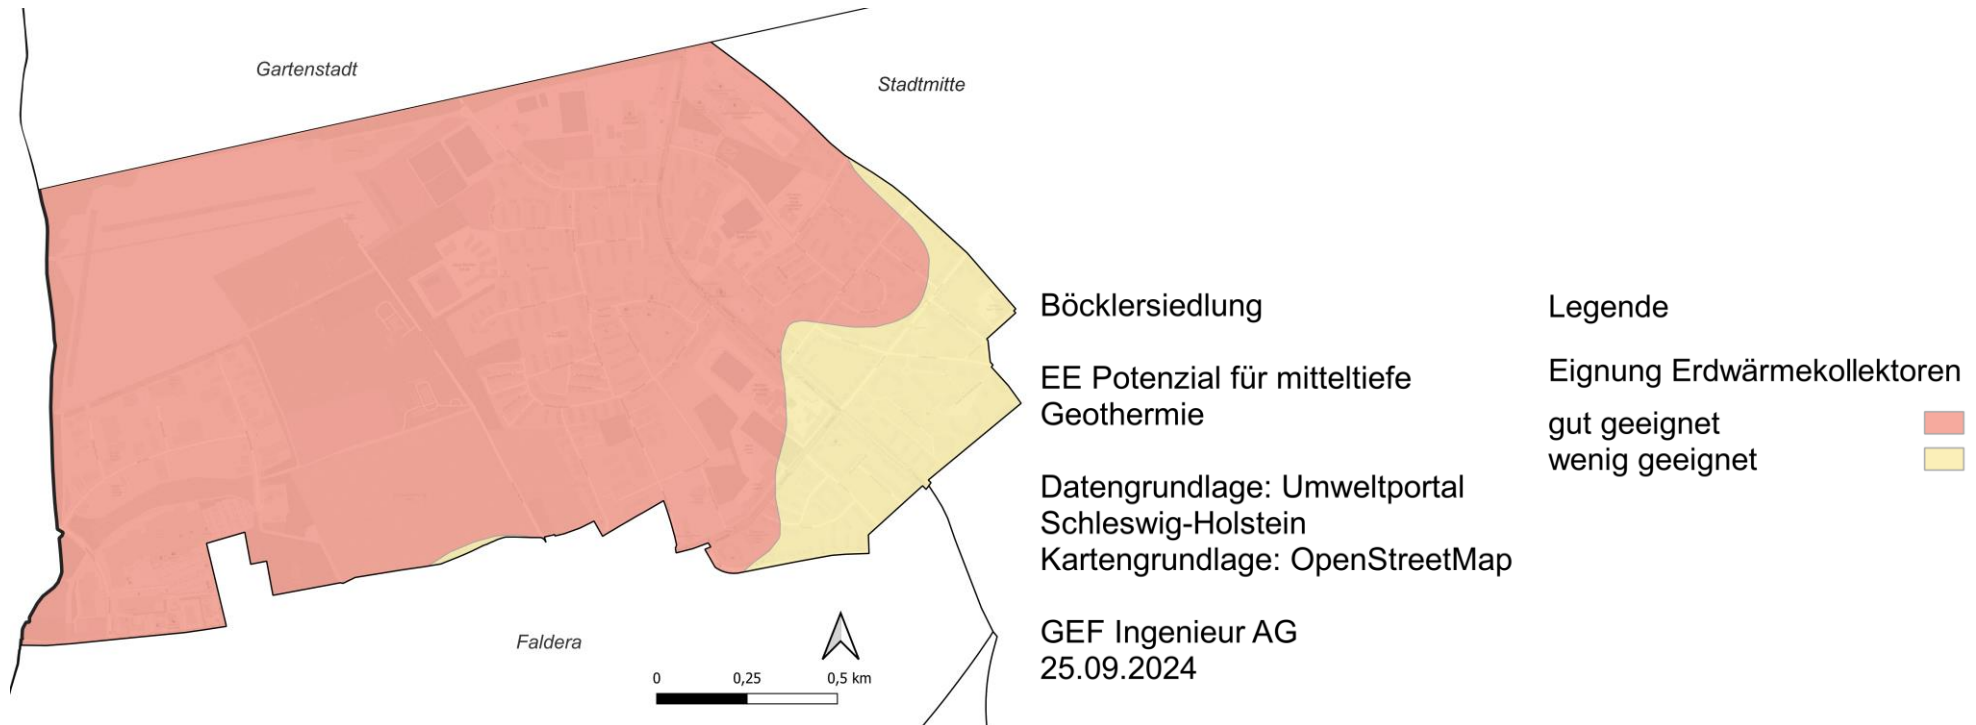 Gartenstadt
Stadtmitte
Faldera
0 0,25 0,5 km
Böcklersiedlung
EE Potenzial für mitteltiefe
Geothermie
Datengrundlage: Umweltportal
Schleswig-Holstein
Kartengrundlage: OpenStreetMap
GEF Ingenieur AG
25.09.2024
Legende
Eignung Erdwärmekollektoren
gut geeignet
wenig geeignet